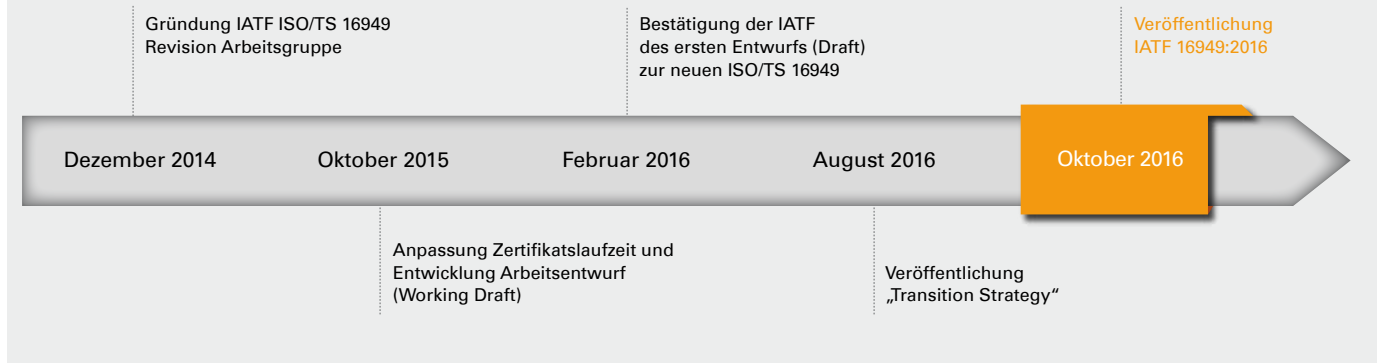 Gründung IATF ISO/TS 16949
Revision Arbeitsgruppe
Bestätigung der IATF
des ersten Entwurfs (Draft)
zur neuen ISO/TS 16949
Veröffentlichung
IATF 16949:2016
Dezember 2014
Oktober 2015
Februar 2016
August 2016
Oktober 2016
Anpassung Zertifikatslaufzeit und
Entwicklung Arbeitsentwurf
(Working Draft)
Veröffentlichung
„Transition Strategy“